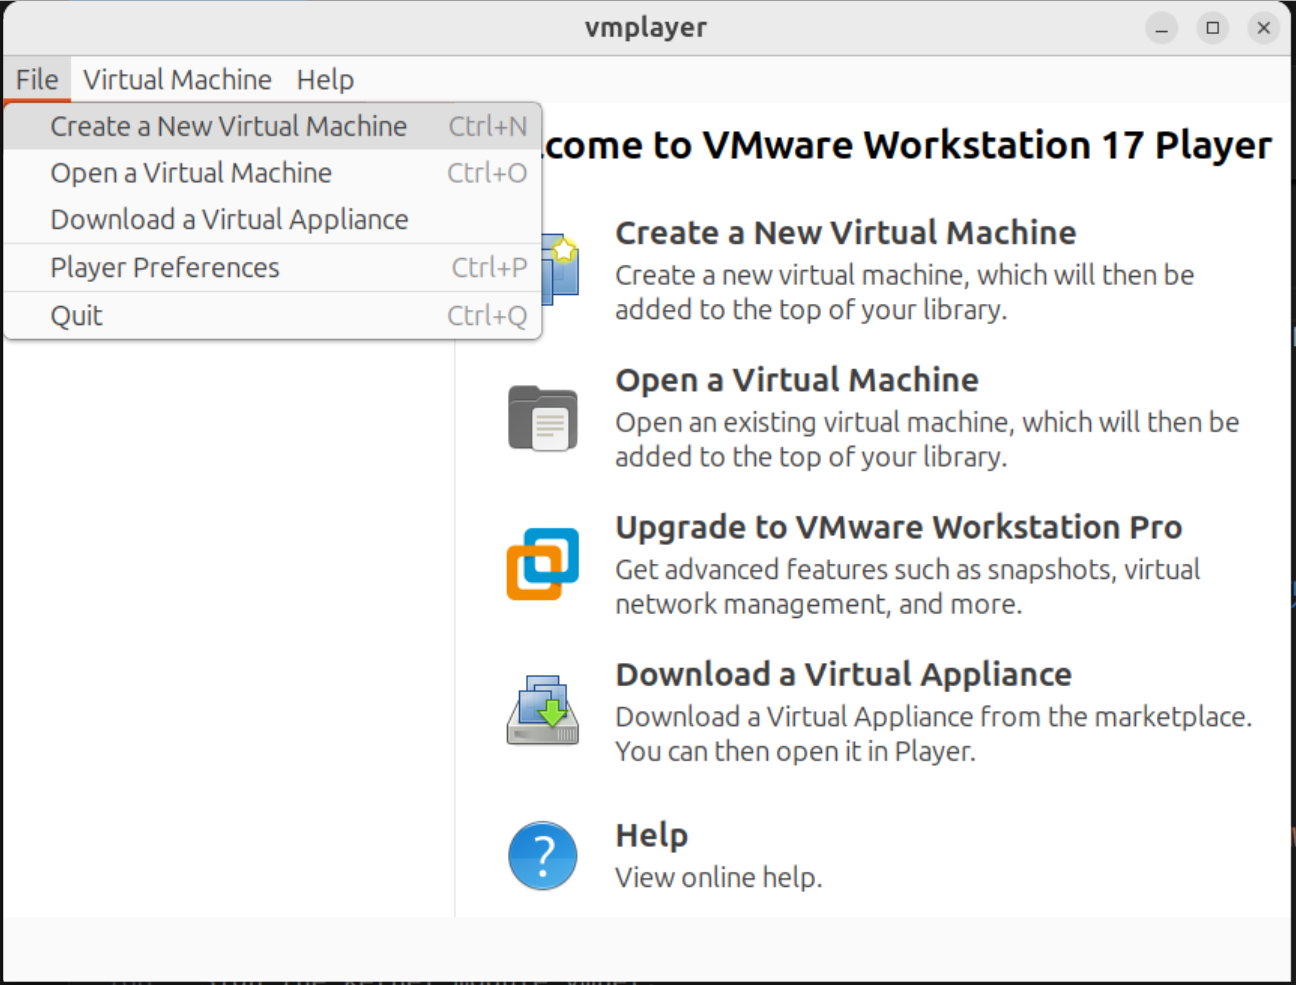 vmplayer
File Virtual Machine Help
Create a New Virtual Machine Ctrl+N
Open a Virtual Machine Ctrl+O
Download a Virtual Appliance
Player Preferences Ctrl+P
Quit Ctrl+Q
come to VMware Workstation 17 Player
Create a New Virtual Machine
Create a new virtual machine, which will then be
added to the top of your library.
Open a Virtual Machine
Open an existing virtual machine, which will then be
added to the top of your library.
Upgrade to VMware Workstation Pro
Get advanced features such as snapshots, virtual
network management, and more.
Download a Virtual Appliance
Download a Virtual Appliance from the marketplace.
You can then open it in Player.
Help
View online help.